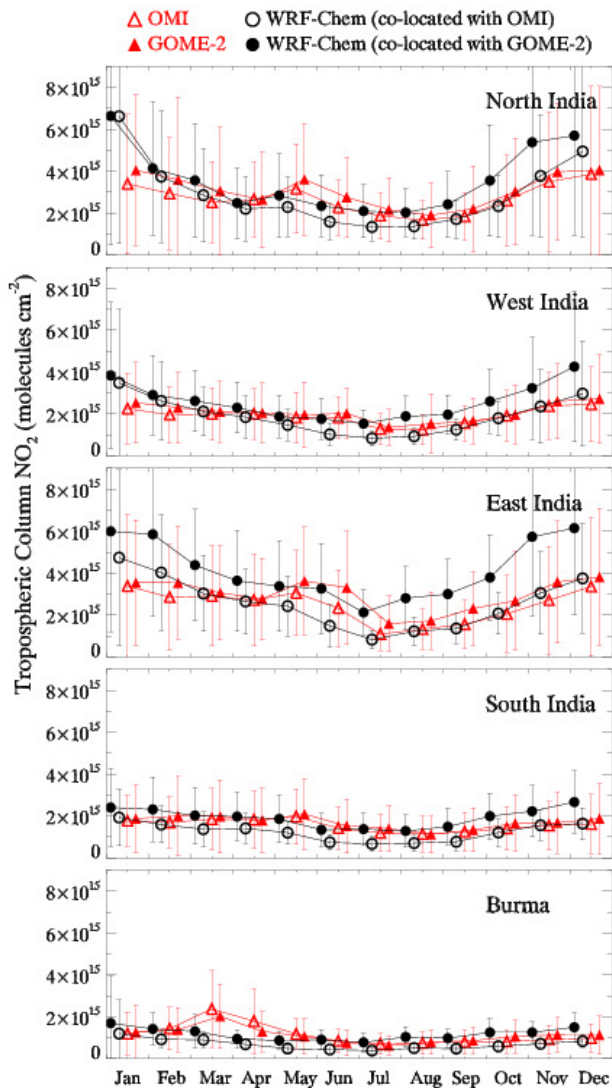 OMI WRF-Chem (co-located with OMI)
GOME-2 WRF-Chem (co-located with GOME-2)
Tropospheric Column NO₂ (molecules cm⁻²)
North India
8×10¹⁵
6×10¹⁵
4×10¹⁵
2×10¹⁵
0
West India
8×10¹⁵
6×10¹⁵
4×10¹⁵
2×10¹⁵
0
East India
8×10¹⁵
6×10¹⁵
4×10¹⁵
2×10¹⁵
0
South India
8×10¹⁵
6×10¹⁵
4×10¹⁵
2×10¹⁵
0
Burma
8×10¹⁵
6×10¹⁵
4×10¹⁵
2×10¹⁵
0
Jan Feb Mar Apr May Jun Jul Aug Sep Oct Nov Dec